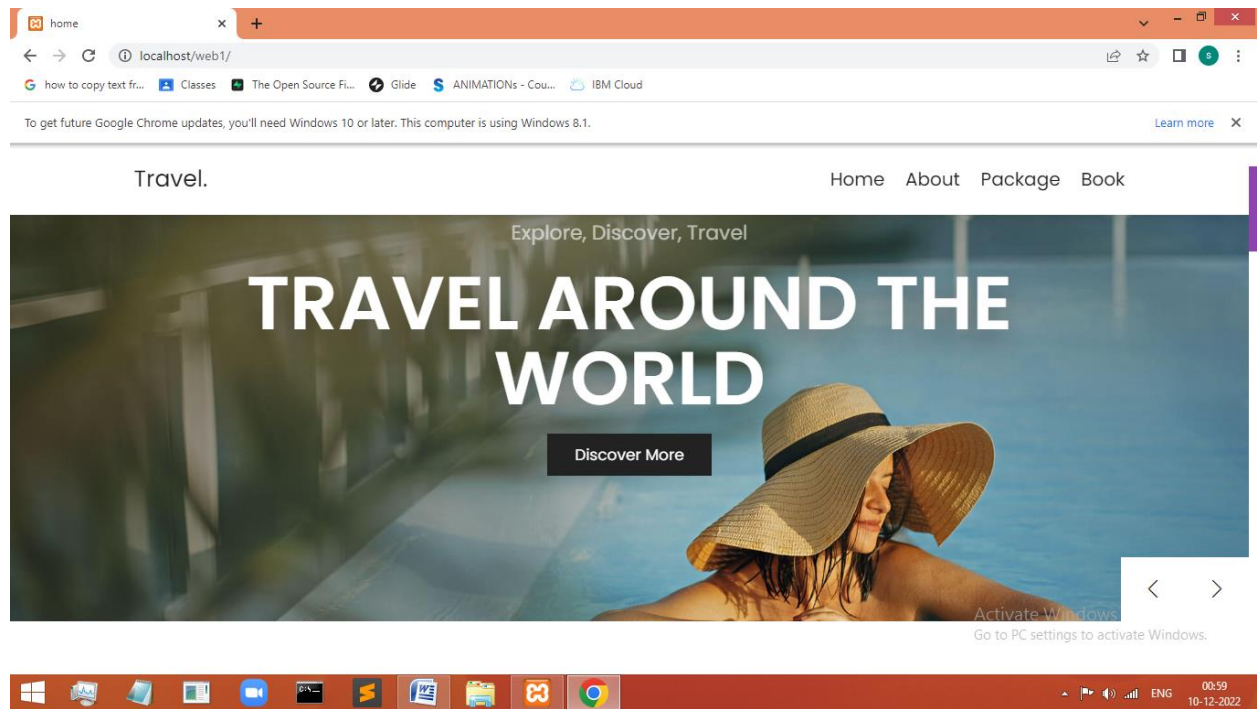 home
localhost/web1/
how to copy text fr...
Classes
The Open Source Fi...
Glide
ANIMATIONs - Cou...
IBM Cloud
To get future Google Chrome updates, you'll need Windows 10 or later. This computer is using Windows 8.1.
Learn more
Travel.
Home About Package Book
Explore, Discover, Travel
TRAVEL AROUND THE
WORLD
Discover More
Activate Windows
Go to PC settings to activate Windows.
ENG
00:59
10-12-2022